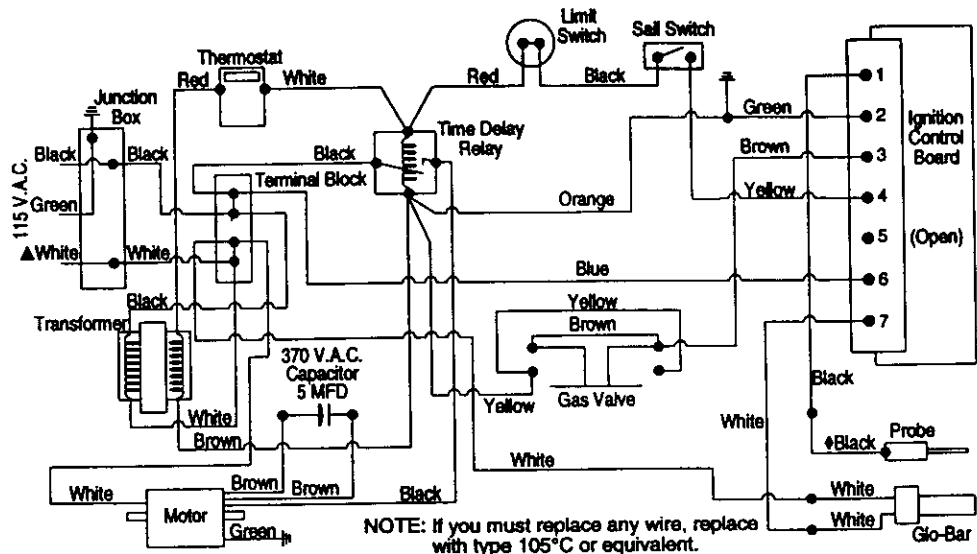 Limit
Switch
Sail Switch
Thermostat
Red
White
Red
Black
1
Junction
Box
Green
2
Ignition
Control
Board
Time Delay
Relay
Black
Black
Black
Brown
3
115 V.A.C.
Terminal Block
Yellow
4
Green
Orange
5
(Open)
▲White
White
Blue
6
Black
Yellow
Transformer
Brown
7
370 V.A.C.
Capacitor
5 MFD
Black
Gas Valve
Yellow
White
White
Brown
♦Black
Probe
White
Brown
White
Brown
Black
White
Motor
Green
White
Glo-Bar
NOTE: If you must replace any wire, replace
with type 105°C or equivalent.